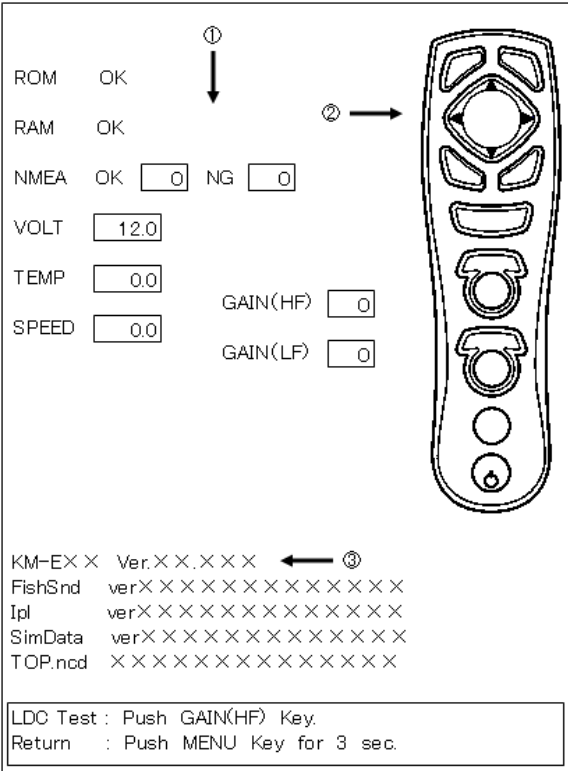 ①
ROM OK
②
RAM OK
NMEA OK 0 NG 0
VOLT 12.0
TEMP 0.0
GAIN(HF) 0
SPEED 0.0
GAIN(LF) 0
KM-E×× Ver.××.××× ③
FishSnd ver×××××××××××××
Ipl ver×××××××××××××
SimData ver×××××××××××××
TOP.ncd ××××××××××××××
LDC Test : Push GAIN(HF) Key.
Return : Push MENU Key for 3 sec.